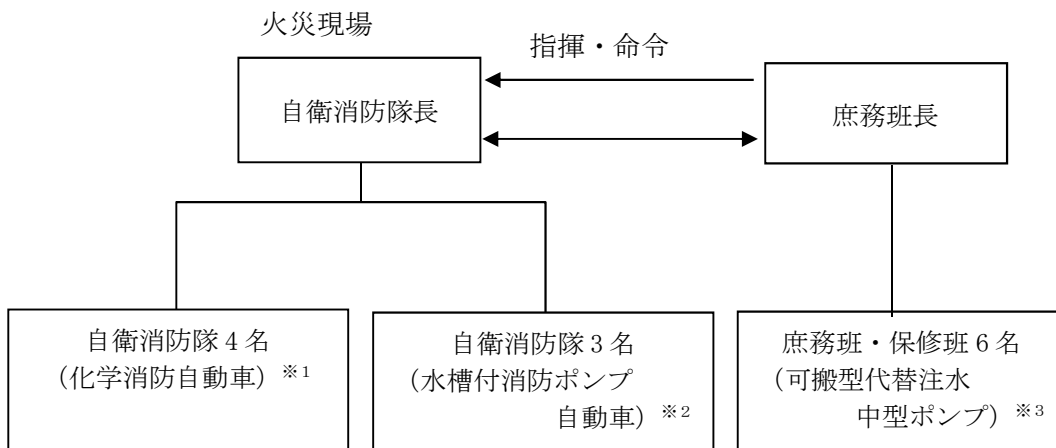 火災現場
指揮・命令
自衛消防隊長
庶務班長
自衛消防隊4名
（化学消防自動車）※1
自衛消防隊3名
（水槽付消防ポンプ
自動車）※2
庶務班・保修班6名
（可搬型代替注水
中型ポンプ）※3